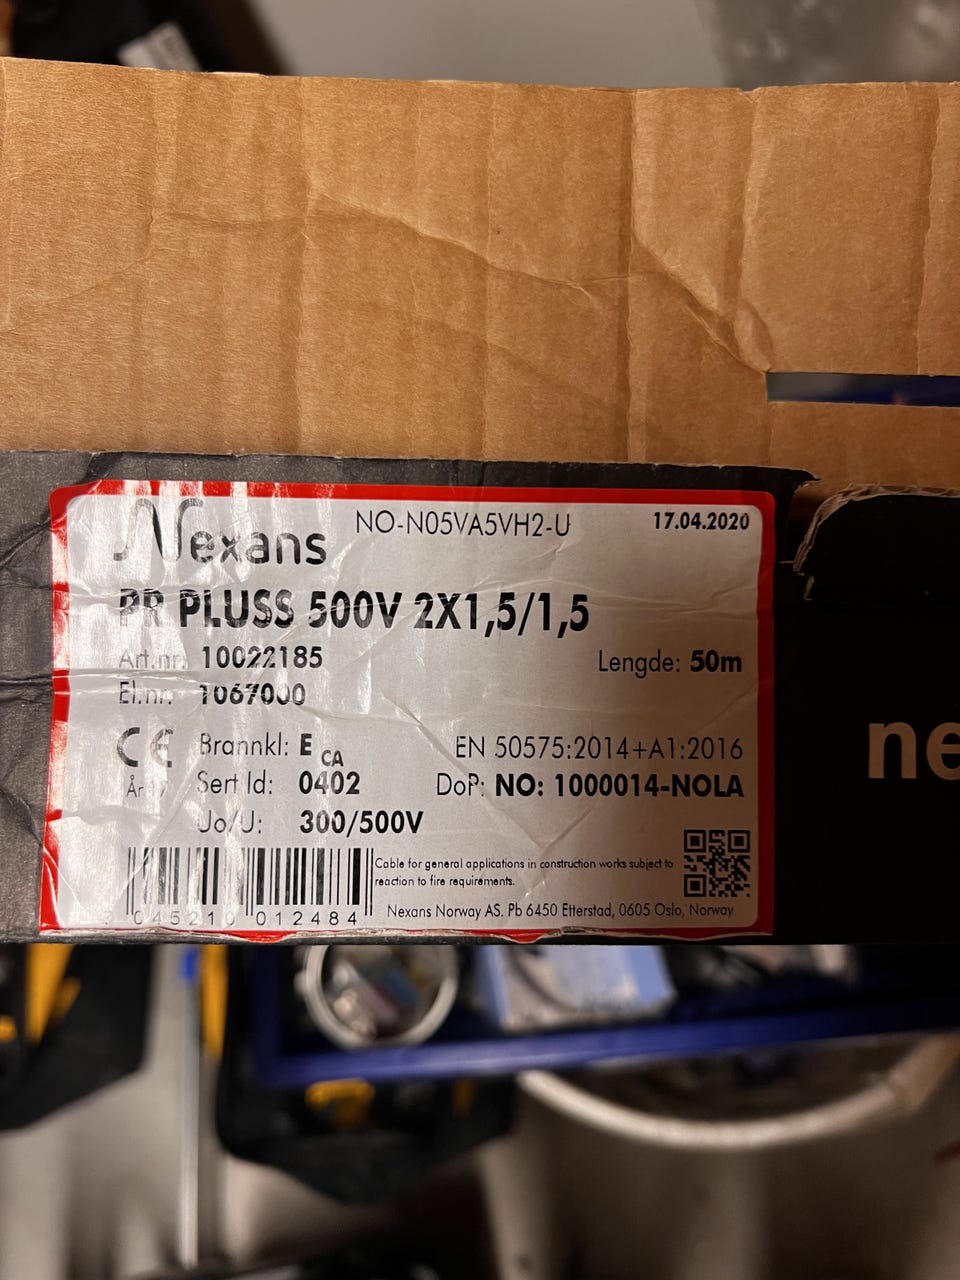 Nexans
NO-N05VA5VH2-U
17.04.2020
PR PLUSS 500V 2X1,5/1,5
Art.nr. 10022185
Lengde: 50m
El.nr. 1067000
CE
Brannkl: E CA
EN 50575:2014+A1:2016
År
Sert Id: 0402
DoP: NO: 1000014-NOLA
Uo/U: 300/500V
Cable for general applications in construction works subject to
reaction to fire requirements.
045210 012484
Nexans Norway AS. Pb 6450 Etterstad, 0605 Oslo, Norway
ne